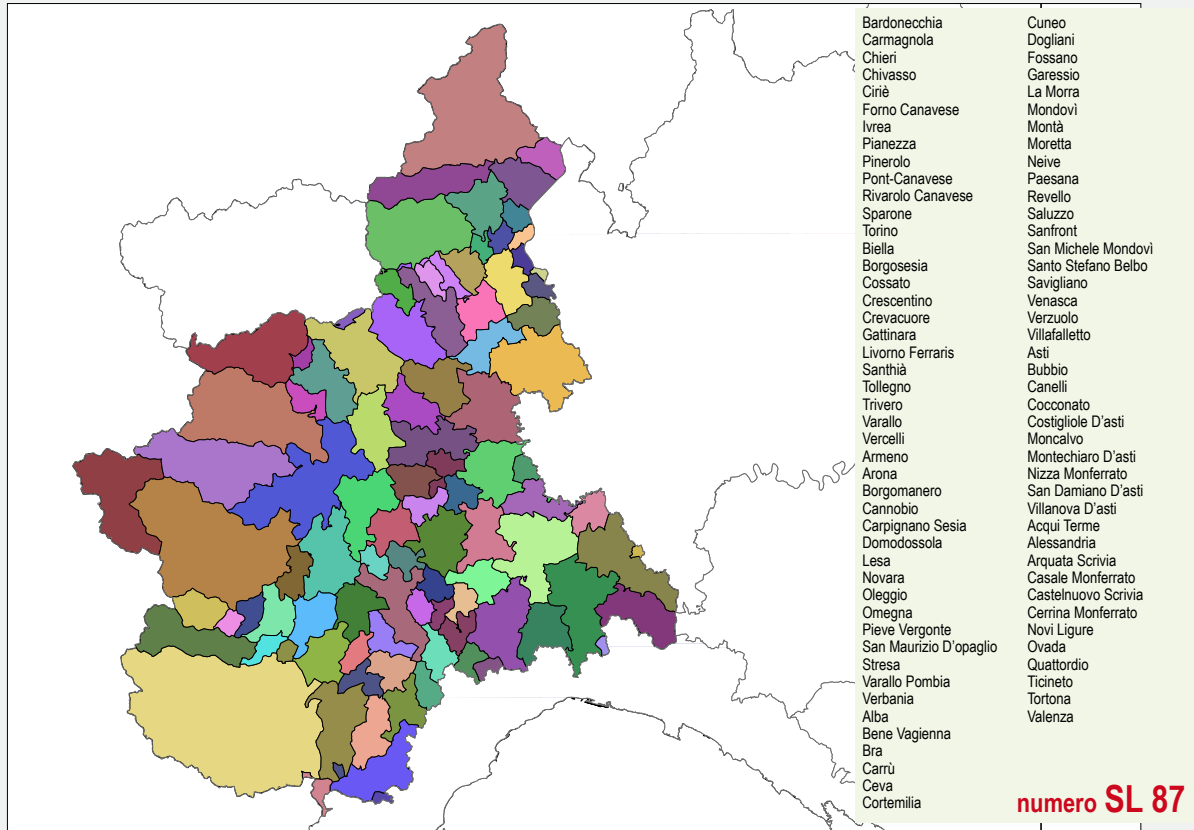 Bardonecchia
Carmagnola
Chieri
Chivasso
Ciriè
Forno Canavese
Ivrea
Pianezza
Pinerolo
Pont-Canavese
Rivarolo Canavese
Sparone
Torino
Biella
Borgosesia
Cossato
Crescentino
Crevacuore
Gattinara
Livorno Ferraris
Santhià
Tollegno
Trivero
Varallo
Vercelli
Armeno
Arona
Borgomanero
Cannobio
Carpignano Sesia
Domodossola
Lesa
Novara
Oleggio
Omegna
Pieve Vergonte
San Maurizio D'opaglio
Stresa
Varallo Pombia
Verbania
Alba
Bene Vagienna
Bra
Carrù
Ceva
Cortemilia
Cuneo
Dogliani
Fossano
Garessio
La Morra
Mondovì
Montà
Moretta
Neive
Paesana
Revello
Saluzzo
Sanfront
San Michele Mondovì
Santo Stefano Belbo
Savigliano
Venasca
Verzuolo
Villafalletto
Asti
Bubbio
Canelli
Cocconato
Costigliole D'asti
Moncalvo
Montechiaro D'asti
Nizza Monferrato
San Damiano D'asti
Villanova D'asti
Acqui Terme
Alessandria
Arquata Scrivia
Casale Monferrato
Castelnuovo Scrivia
Cerrina Monferrato
Novi Ligure
Ovada
Quattordio
Ticineto
Tortona
Valenza
numero SL 87